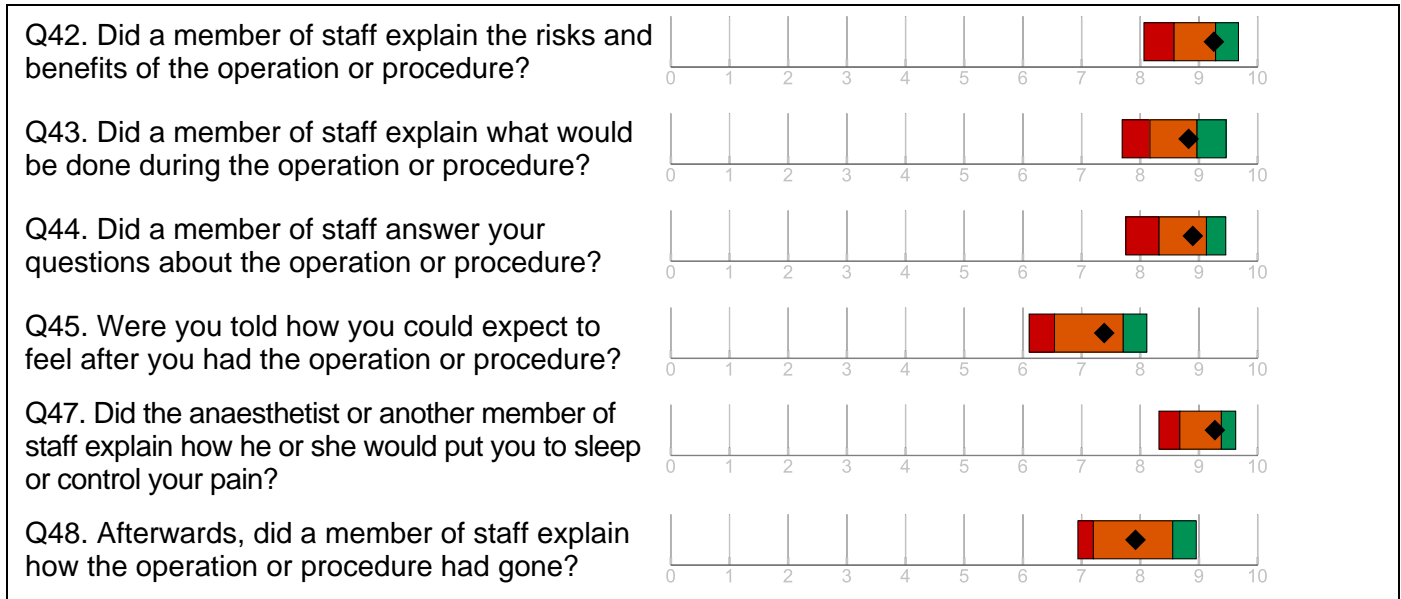 Q42. Did a member of staff explain the risks and
benefits of the operation or procedure?
0 1 2 3 4 5 6 7 8 9 10
Q43. Did a member of staff explain what would
be done during the operation or procedure?
0 1 2 3 4 5 6 7 8 9 10
Q44. Did a member of staff answer your
questions about the operation or procedure?
0 1 2 3 4 5 6 7 8 9 10
Q45. Were you told how you could expect to
feel after you had the operation or procedure?
0 1 2 3 4 5 6 7 8 9 10
Q47. Did the anaesthetist or another member of
staff explain how he or she would put you to sleep
or control your pain?
0 1 2 3 4 5 6 7 8 9 10
Q48. Afterwards, did a member of staff explain
how the operation or procedure had gone?
0 1 2 3 4 5 6 7 8 9 10